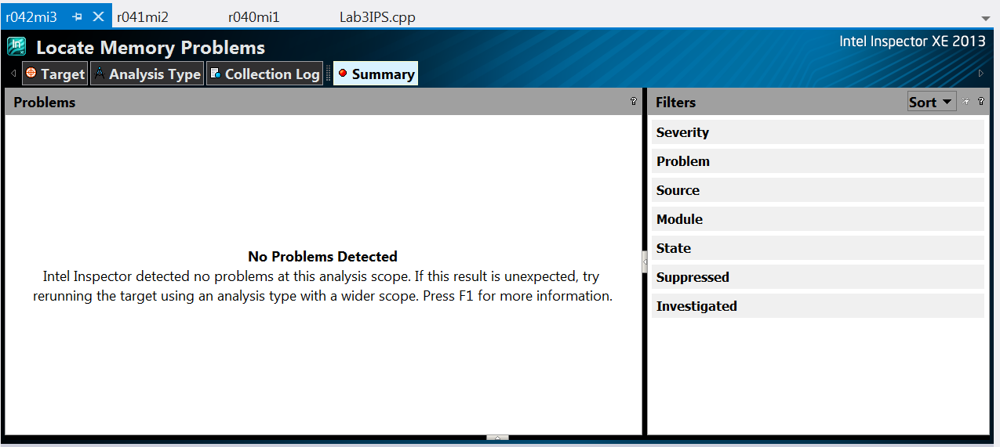 r042mi3 r041mi2 r040mi1 Lab3IPS.cpp
Locate Memory Problems Intel Inspector XE 2013
Target Analysis Type Collection Log Summary
Problems ? Filters Sort ?
Severity
Problem
Source
Module
State
Suppressed
Investigated
No Problems Detected
Intel Inspector detected no problems at this analysis scope. If this result is unexpected, try
rerunning the target using an analysis type with a wider scope. Press F1 for more information.